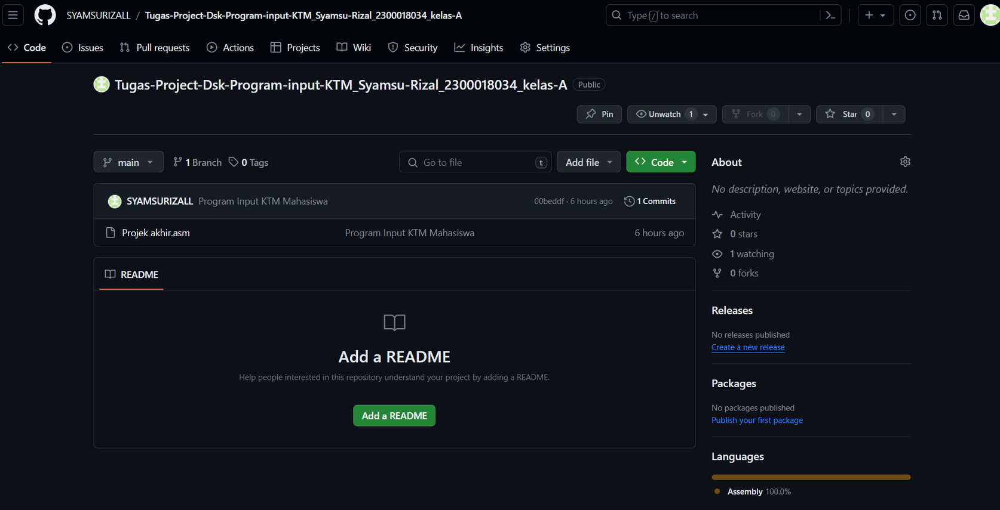 SYAMSURIZALL / Tugas-Project-Dsk-Program-input-KTM_Syamsu-Rizal_2300018034_kelas-A
Type / to search
Code Issues Pull requests Actions Projects Wiki Security Insights Settings
Tugas-Project-Dsk-Program-input-KTM_Syamsu-Rizal_2300018034_kelas-A Public
Pin Unwatch 1 Fork 0 Star 0
main 1 Branch 0 Tags Go to file t Add file Code
SYAMSURIZALL Program Input KTM Mahasiswa 00beddf · 6 hours ago 1 Commits
Projek akhir.asm Program Input KTM Mahasiswa 6 hours ago
README
Add a README
Help people interested in this repository understand your project by adding a README.
Add a README
About
No description, website, or topics provided.
Activity
0 stars
1 watching
0 forks
Releases
No releases published
Create a new release
Packages
No packages published
Publish your first package
Languages
Assembly 100.0%